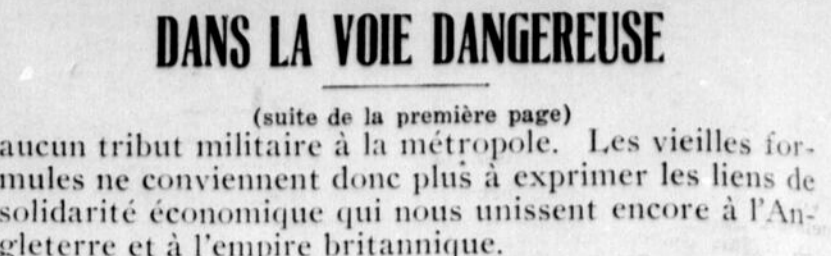 DANS LA VOIE DANGEREUSE
(suite de la première page)
aucun tribut militaire à la métropole. Les vieilles for-
mules ne conviennent donc plus à exprimer les liens de
solidarité économique qui nous unissent encore à l'An-
gleterre et à l'empire britannique.